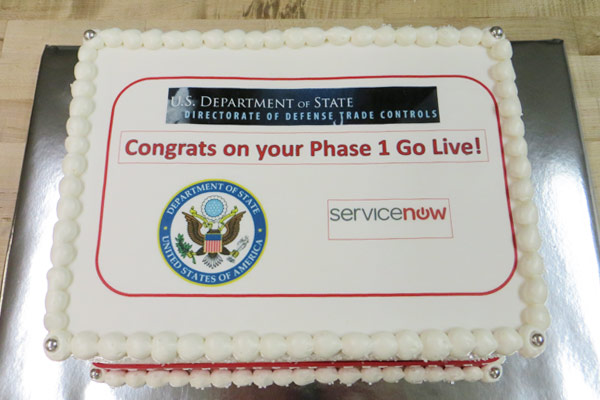 U.S. DEPARTMENT OF STATE
DIRECTORATE OF DEFENSE TRADE CONTROLS
Congrats on your Phase 1 Go Live!
DEPARTMENT OF STATE
UNITED STATES OF AMERICA
servicenow